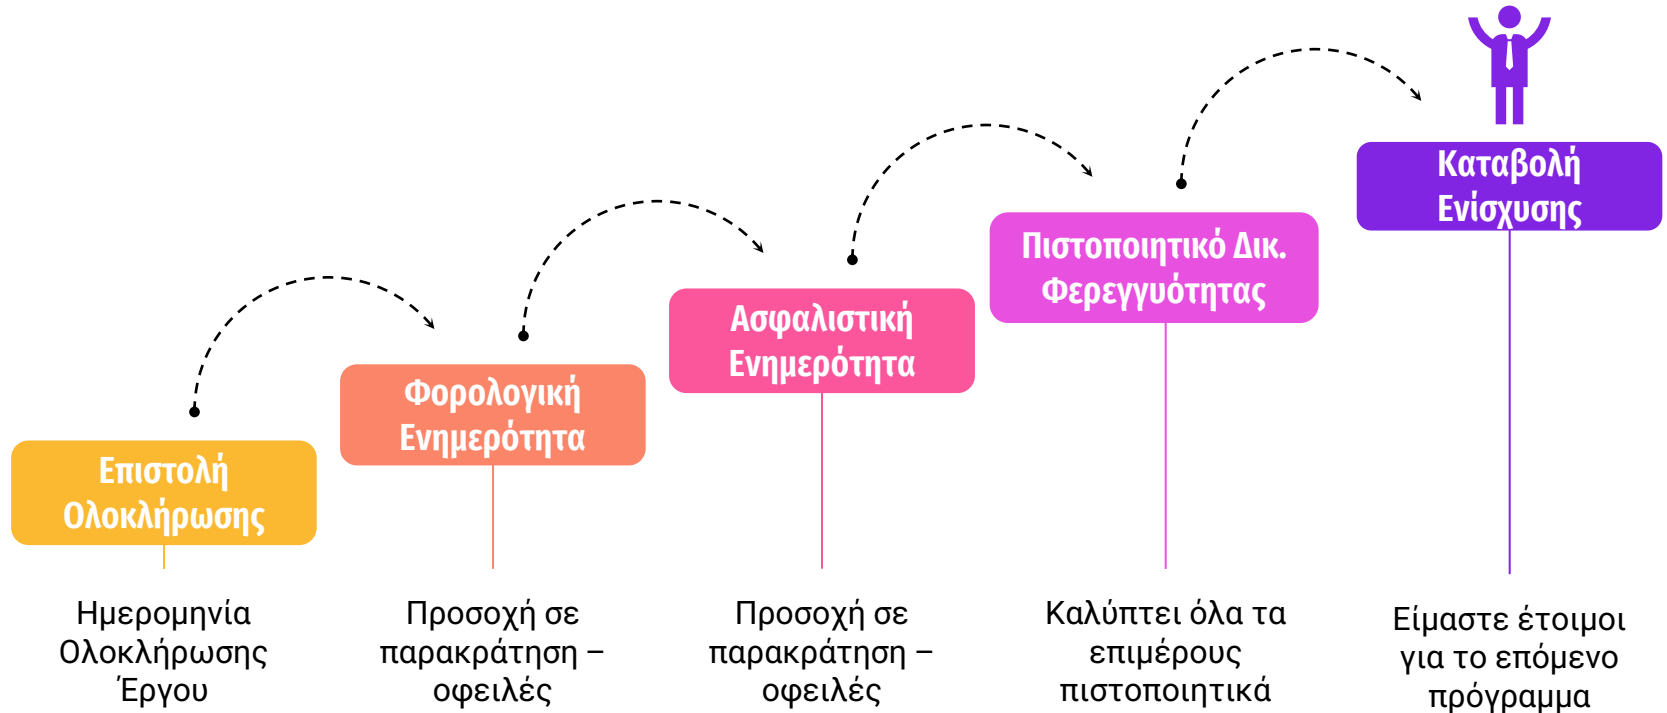 Καταβολή
Ενίσχυσης
Πιστοποιητικό Δικ.
Φερεγγυότητας
Ασφαλιστική
Ενημερότητα
Φορολογική
Ενημερότητα
Επιστολή
Ολοκλήρωσης
Ημερομηνία
Ολοκλήρωσης
Έργου
Προσοχή σε
παρακράτηση –
οφειλές
Προσοχή σε
παρακράτηση –
οφειλές
Καλύπτει όλα τα
επιμέρους
πιστοποιητικά
Είμαστε έτοιμοι
για το επόμενο
πρόγραμμα